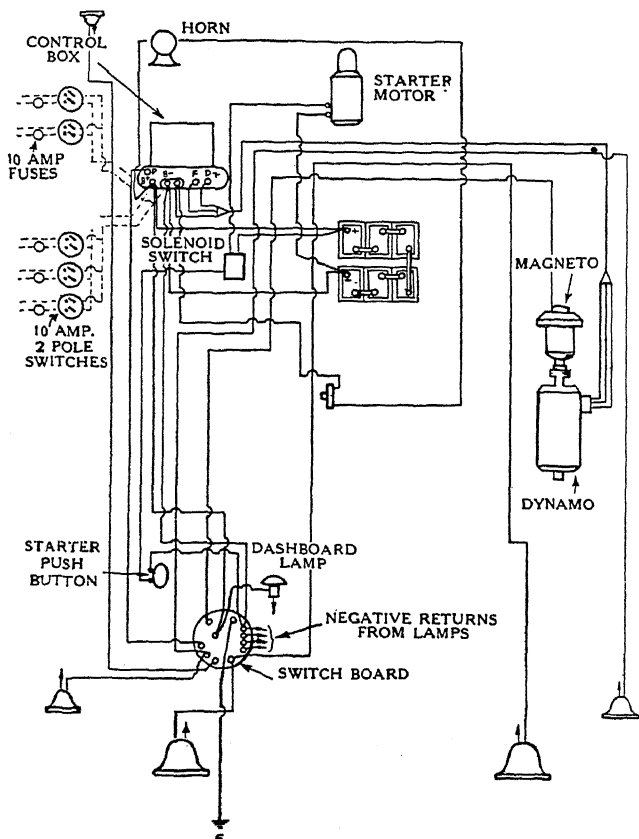 HORN
CONTROL
BOX
STARTER
MOTOR
10 AMP
FUSES
B-
F
D+
+
SOLENOID
SWITCH
MAGNETO
10 AMP.
2 POLE
SWITCHES
DYNAMO
STARTER
PUSH
BUTTON
DASHBOARD
LAMP
NEGATIVE RETURNS
FROM LAMPS
SWITCH BOARD